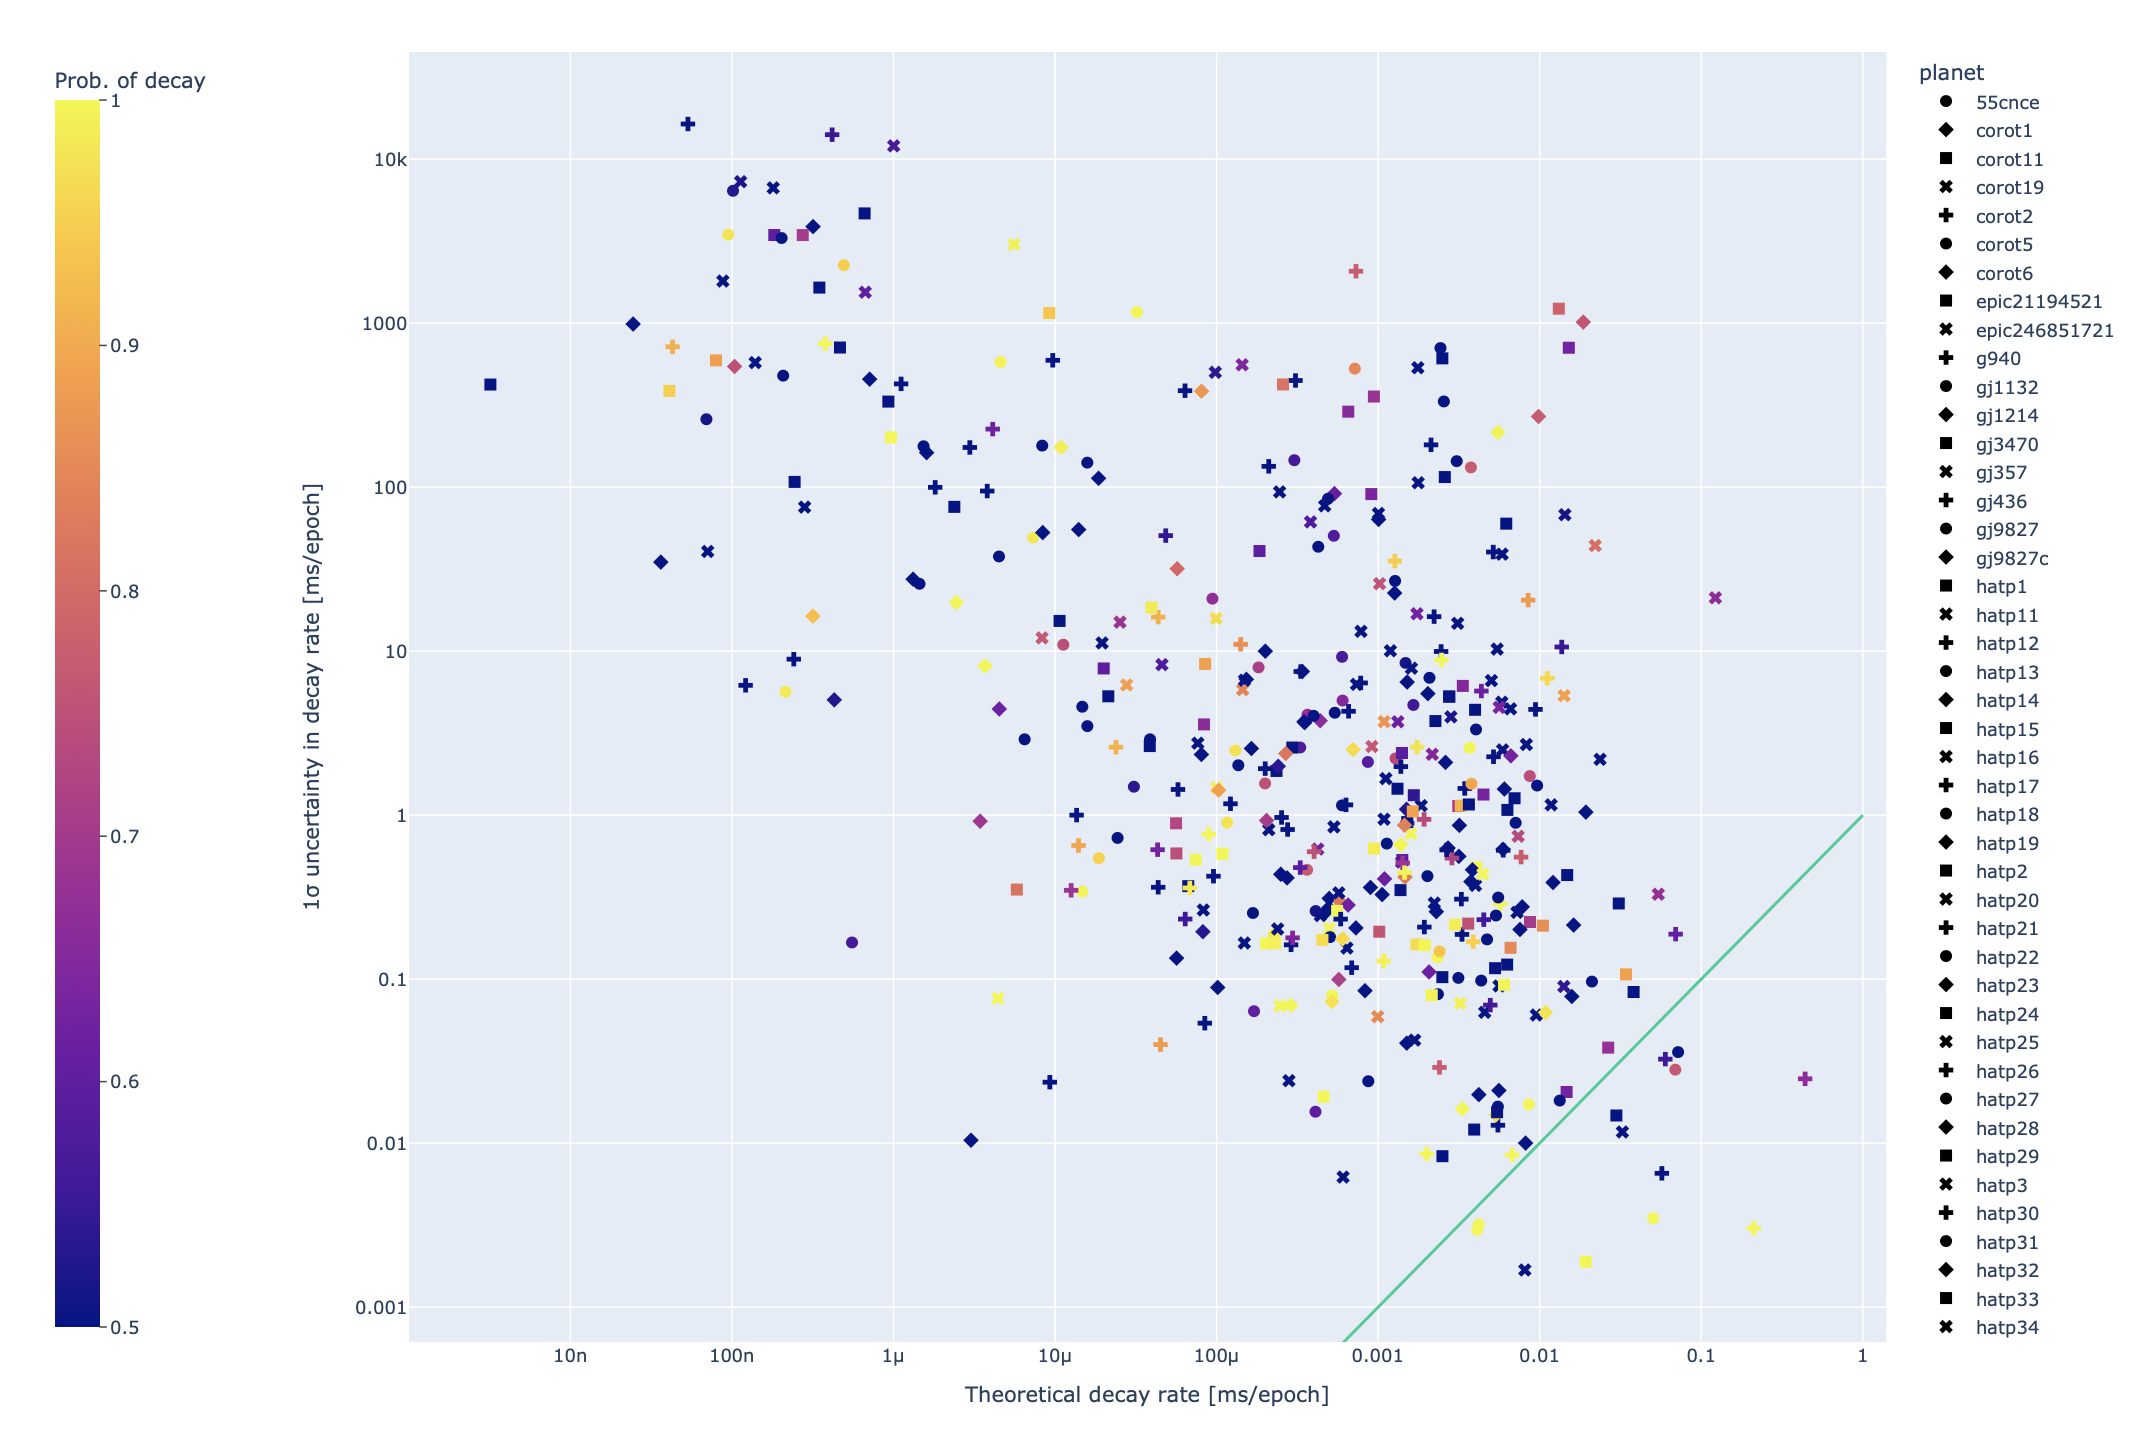 Prob. of decay
1
0.9
0.8
0.7
0.6
0.5
1σ uncertainty in decay rate [ms/epoch]
10k
1000
100
10
1
0.1
0.01
0.001
10n
100n
1μ
10μ
100μ
0.001
0.01
0.1
1
Theoretical decay rate [ms/epoch]
planet
55cnce
corot1
corot11
corot19
corot2
corot5
corot6
epic21194521
epic246851721
g940
gj1132
gj1214
gj3470
gj357
gj436
gj9827
gj9827c
hatp1
hatp11
hatp12
hatp13
hatp14
hatp15
hatp16
hatp17
hatp18
hatp19
hatp2
hatp20
hatp21
hatp22
hatp23
hatp24
hatp25
hatp26
hatp27
hatp28
hatp29
hatp3
hatp30
hatp31
hatp32
hatp33
hatp34